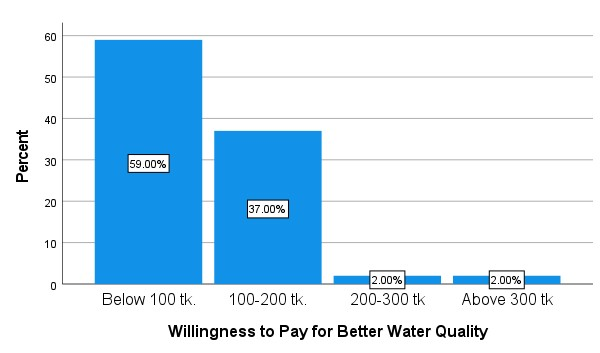 60
50
40
30
20
10
0
Percent
59.00%
37.00%
2.00%
2.00%
Below 100 tk.
100-200 tk.
200-300 tk
Above 300 tk
Willingness to Pay for Better Water Quality